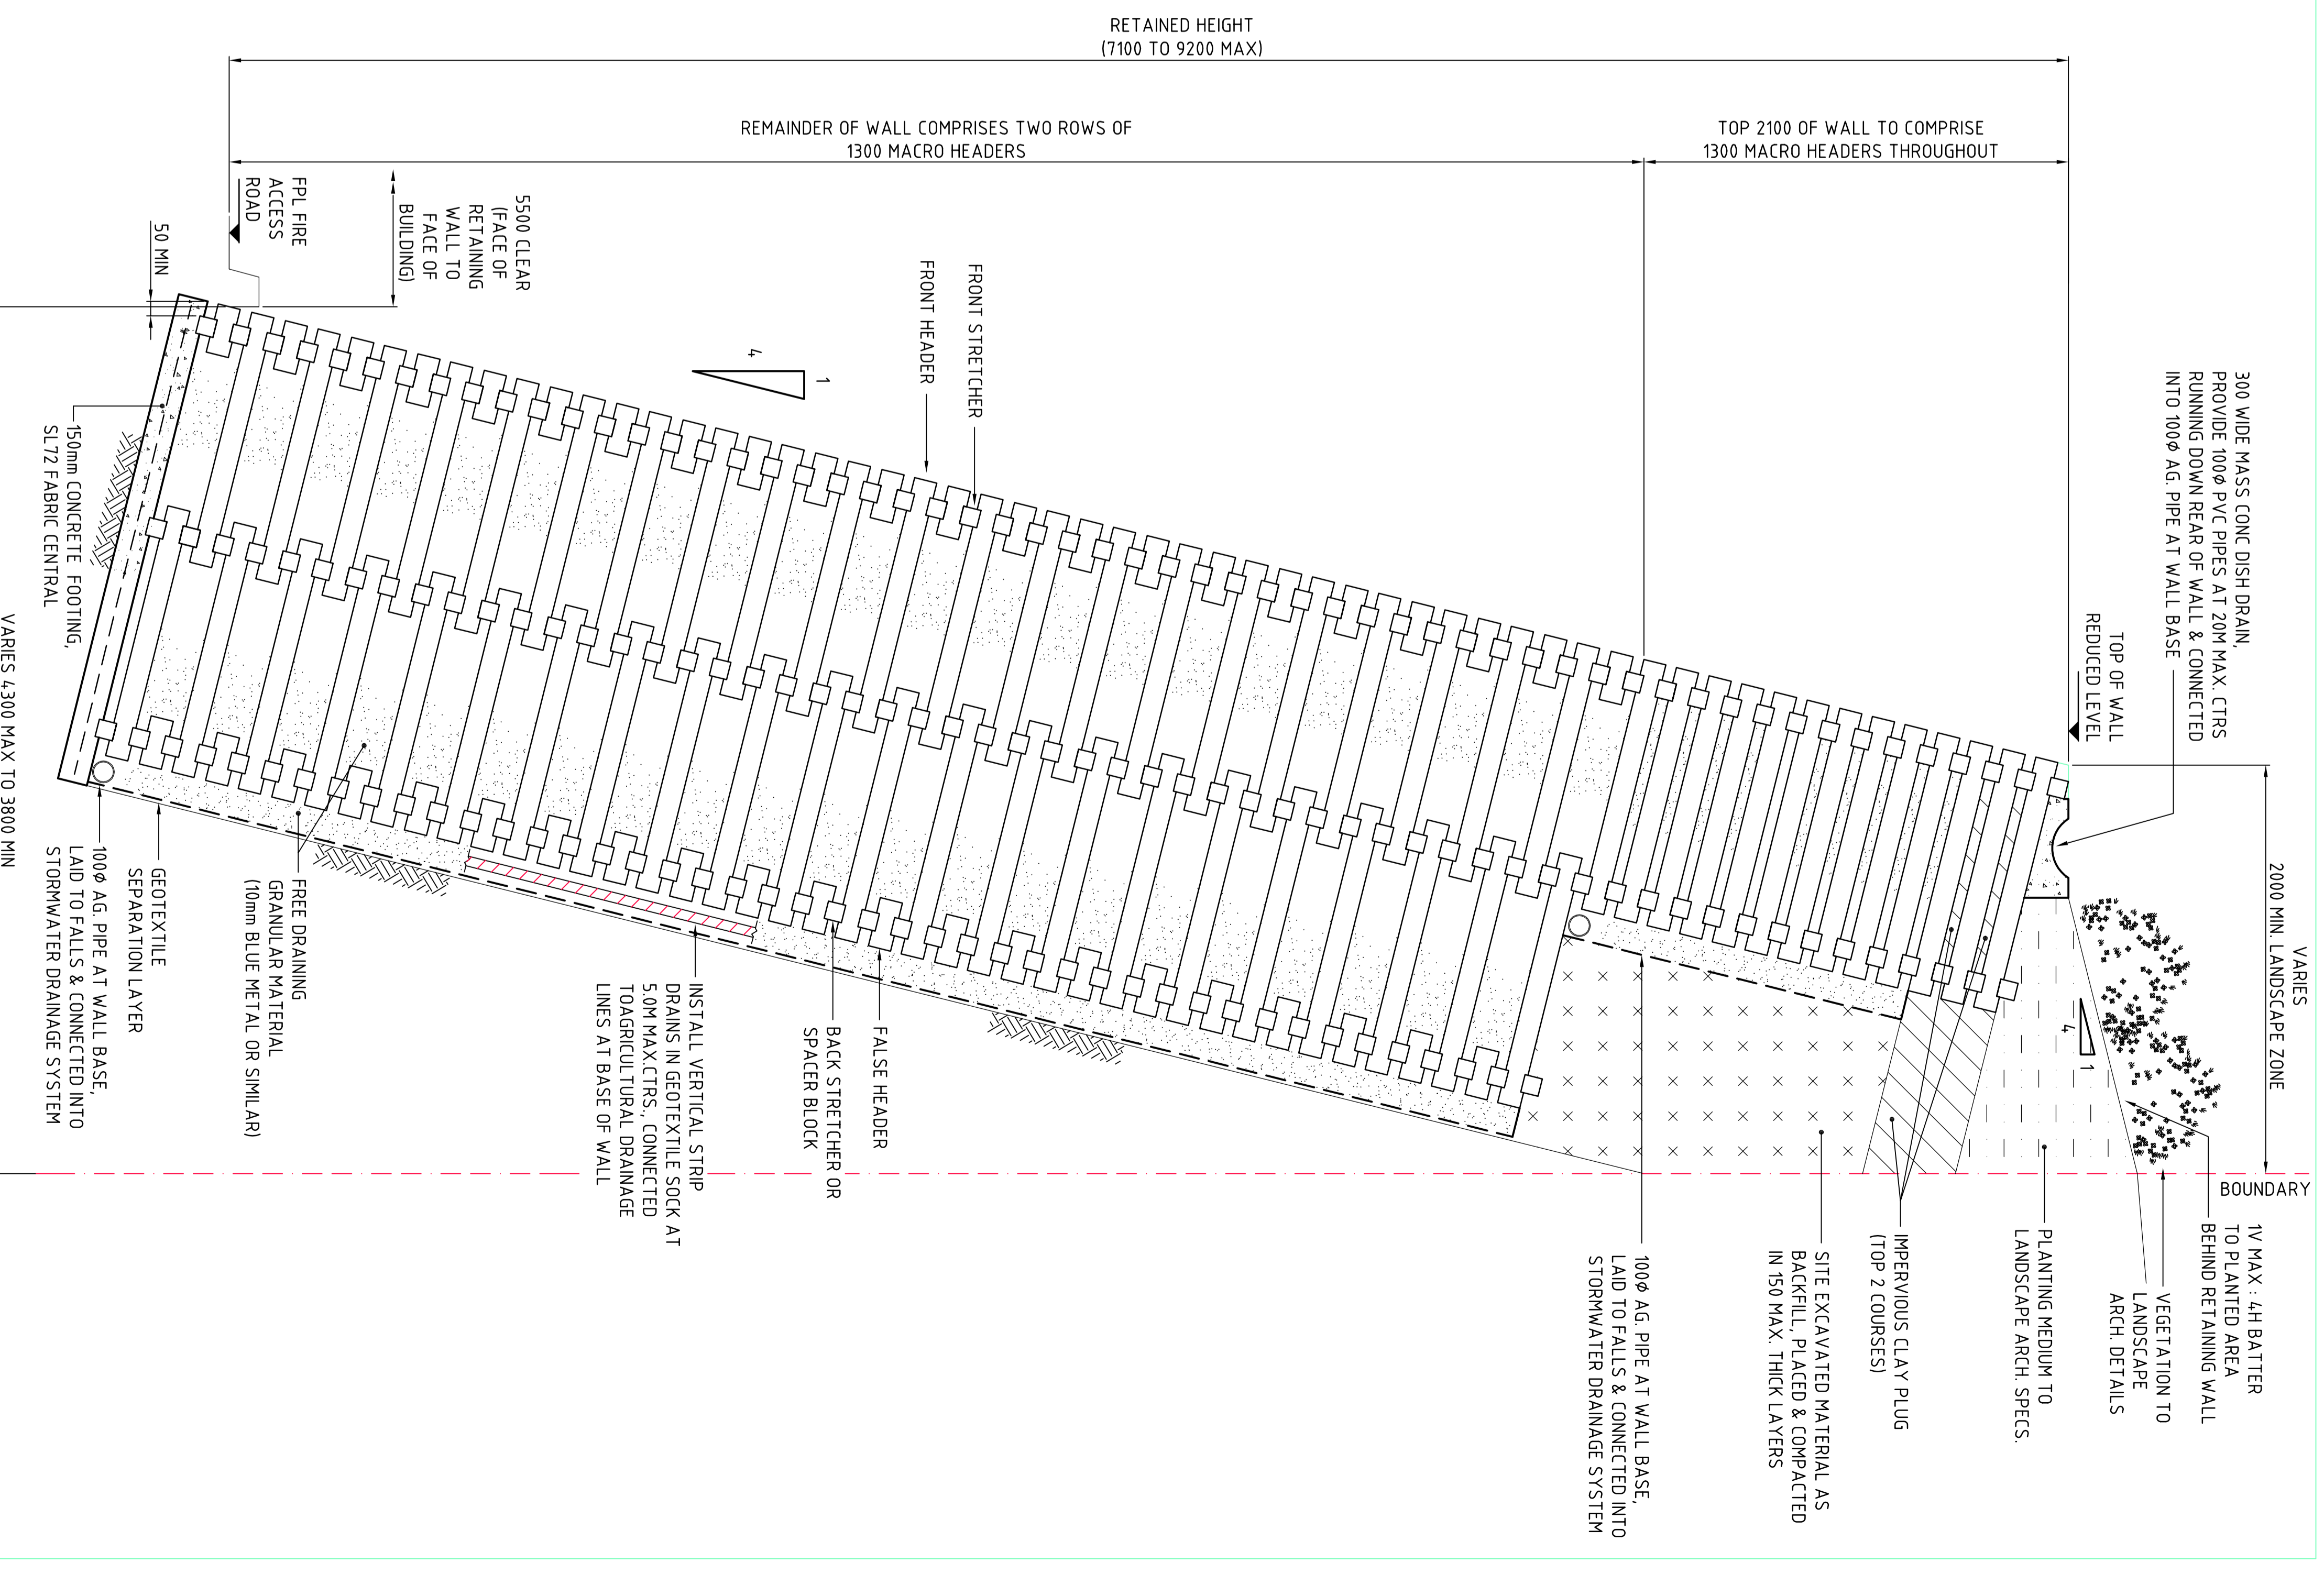 RETAINED HEIGHT
(7100 TO 9200 MAX)
REMAINDER OF WALL COMPRISES TWO ROWS OF
1300 MACRO HEADERS
TOP 2100 OF WALL TO COMPRISE
1300 MACRO HEADERS THROUGHOUT
FPL FIRE
ACCESS
ROAD
50 MIN
5500 CLEAR
(FACE OF
RETAINING
WALL TO
FACE OF
BUILDING)
FRONT STRETCHER
FRONT HEADER
4
1
300 WIDE MASS CONC DISH DRAIN,
PROVIDE 100Ø PVC PIPES AT 20M MAX. CTRS
RUNNING DOWN REAR OF WALL & CONNECTED
INTO 100Ø AG. PIPE AT WALL BASE
TOP OF WALL
REDUCED LEVEL
VARIES
2000 MIN. LANDSCAPE ZONE
4
1
BOUNDARY
1V MAX : 4H BATTER
TO PLANTED AREA
BEHIND RETAINING WALL
VEGETATION TO
LANDSCAPE
ARCH. DETAILS
PLANTING MEDIUM TO
LANDSCAPE ARCH. SPECS.
IMPERVIOUS CLAY PLUG
(TOP 2 COURSES)
SITE EXCAVATED MATERIAL AS
BACKFILL, PLACED & COMPACTED
IN 150 MAX. THICK LAYERS
100Ø AG. PIPE AT WALL BASE,
LAID TO FALLS & CONNECTED INTO
STORMWATER DRAINAGE SYSTEM
FALSE HEADER
BACK STRETCHER OR
SPACER BLOCK
INSTALL VERTICAL STRIP
DRAINS IN GEOTEXTILE SOCK AT
5.0M MAX.CTRS., CONNECTED
TOAGRICULTURAL DRAINAGE
LINES AT BASE OF WALL
FREE DRAINING
GRANULAR MATERIAL
(10mm BLUE METAL OR SIMILAR)
GEOTEXTILE
SEPARATION LAYER
100Ø AG. PIPE AT WALL BASE,
LAID TO FALLS & CONNECTED INTO
STORMWATER DRAINAGE SYSTEM
150mm CONCRETE FOOTING,
SL72 FABRIC CENTRAL
VARIES 4300 MAX TO 3800 MIN